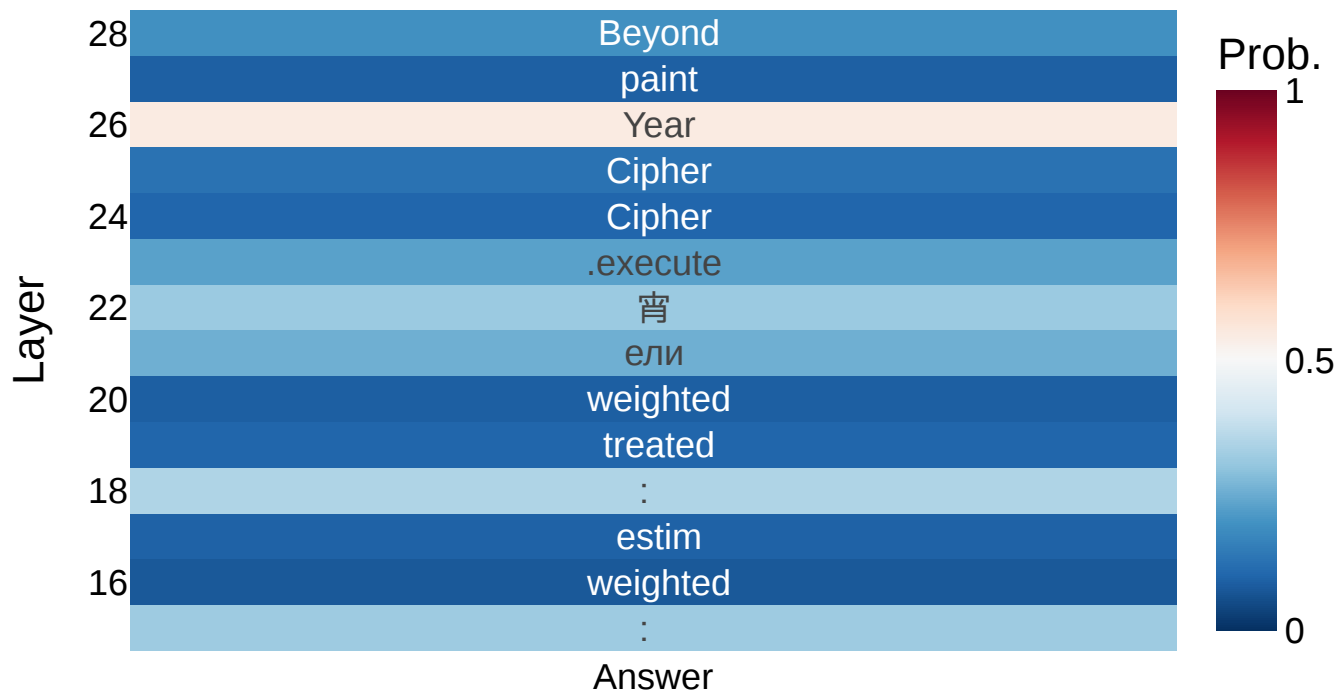 28 Beyond
paint
Prob.
1
26 Year
Cipher
24 Cipher
.execute
22 宵
ели
0.5
20 weighted
treated
18 :
estim
16 weighted
:
0
Layer
Answer